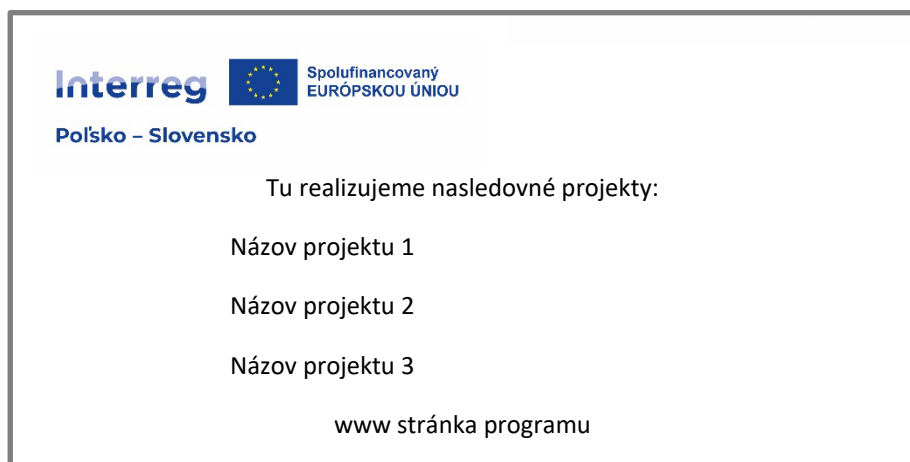 Interreg
Spolufinancovaný
EURÓPSKOU ÚNIOU
Poľsko – Slovensko
Tu realizujeme nasledovné projekty:
Názov projektu 1
Názov projektu 2
Názov projektu 3
www stránka programu